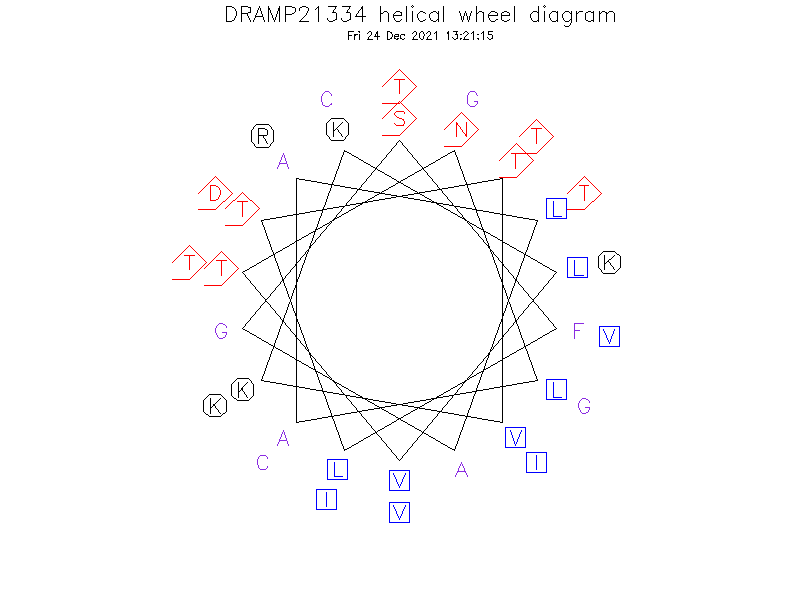 DRAMP21334 helical wheel diagram
Fri 24 Dec 2021 13:21:15
T
C G
S
K N
R T
A T
D T
T L
T K
T L
G F V
K L
K G
A V
C L A I
I V
V